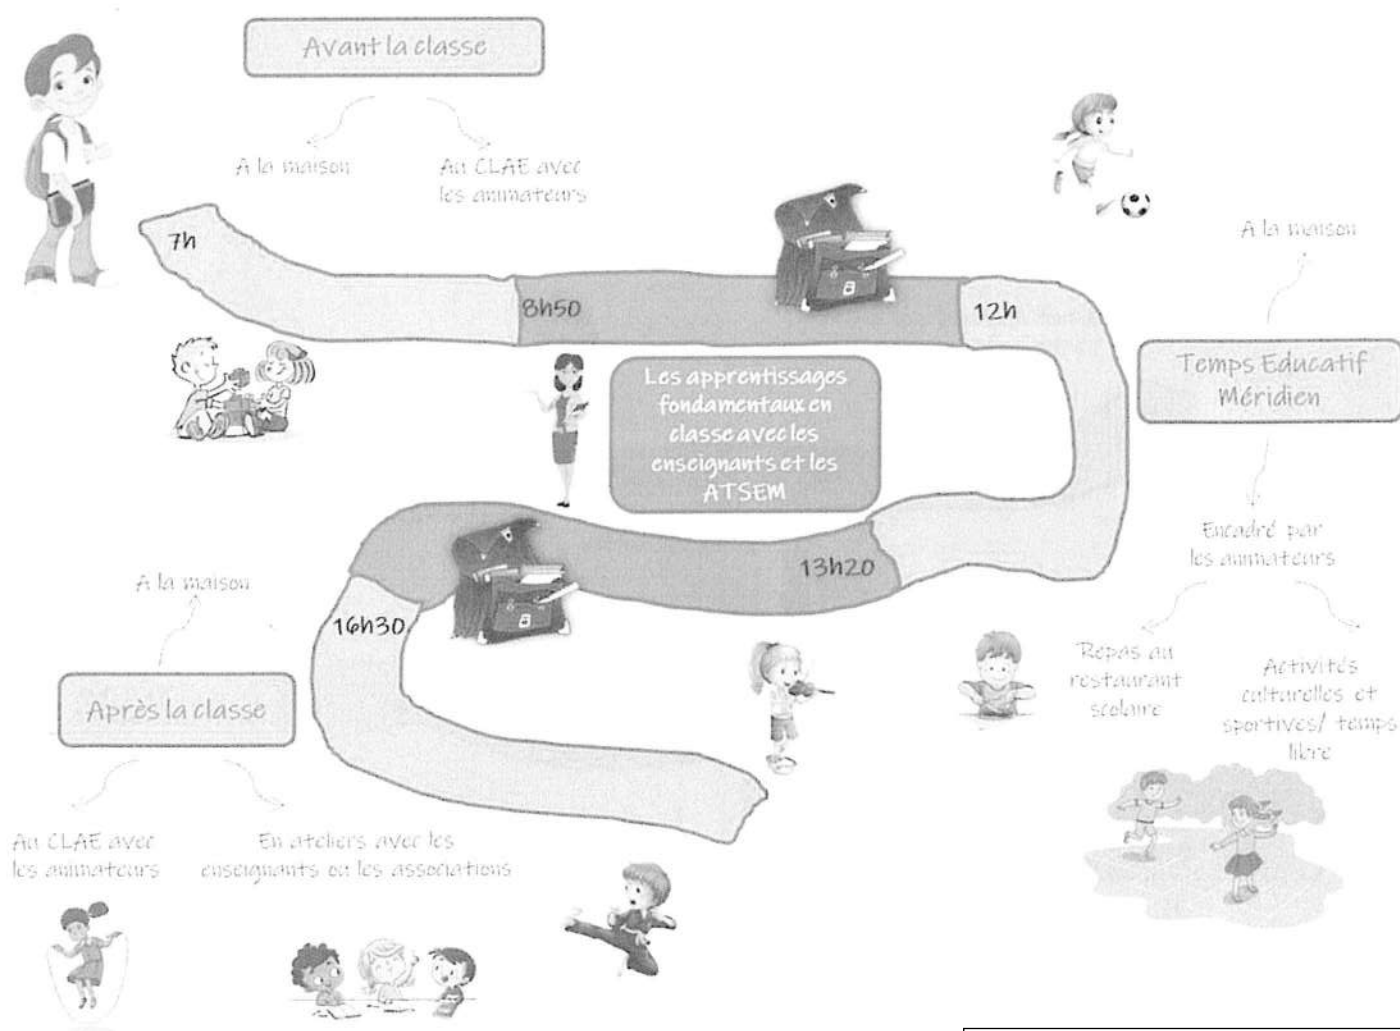 Avant la classe
A la maison
Au CLAE avec
les animateurs
7h
8h50
12h
A la maison
Temps Educatif
Méridien
Les apprentissages
fondamentaux en
classe avec les
enseignants et les
ATSEM
Encadré par
les animateurs
13h20
A la maison
16h30
Repas au
restaurant
scolaire
Activités
culturelles et
sportives/ temps
libre
Après la classe
Au CLAE avec
les animateurs
En ateliers avec les
enseignants ou les associations